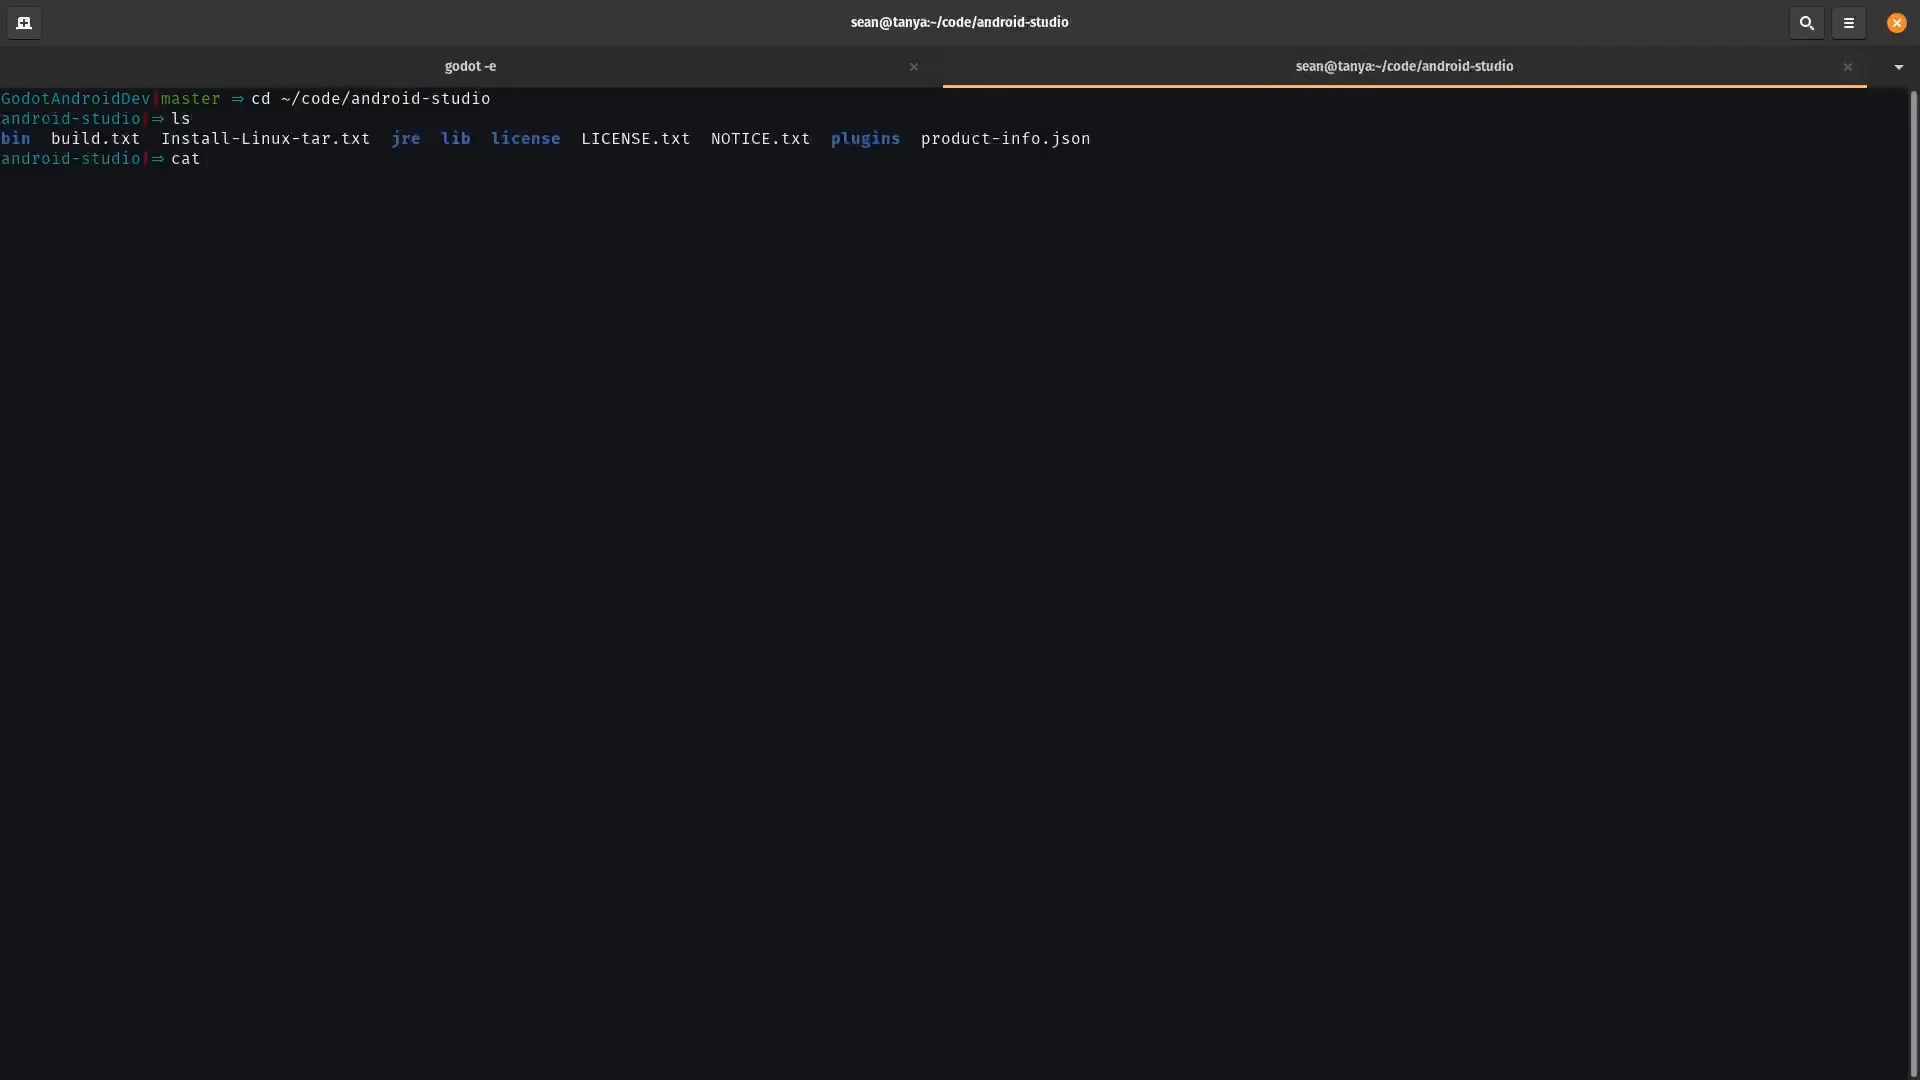 sean@tanya:~/code/android-studio
godot -e
sean@tanya:~/code/android-studio
GodotAndroidDev|master ⇒ cd ~/code/android-studio
android-studio|⇒ ls
bin  build.txt  Install-Linux-tar.txt  jre  lib  license  LICENSE.txt  NOTICE.txt  plugins  product-info.json
android-studio|⇒ cat